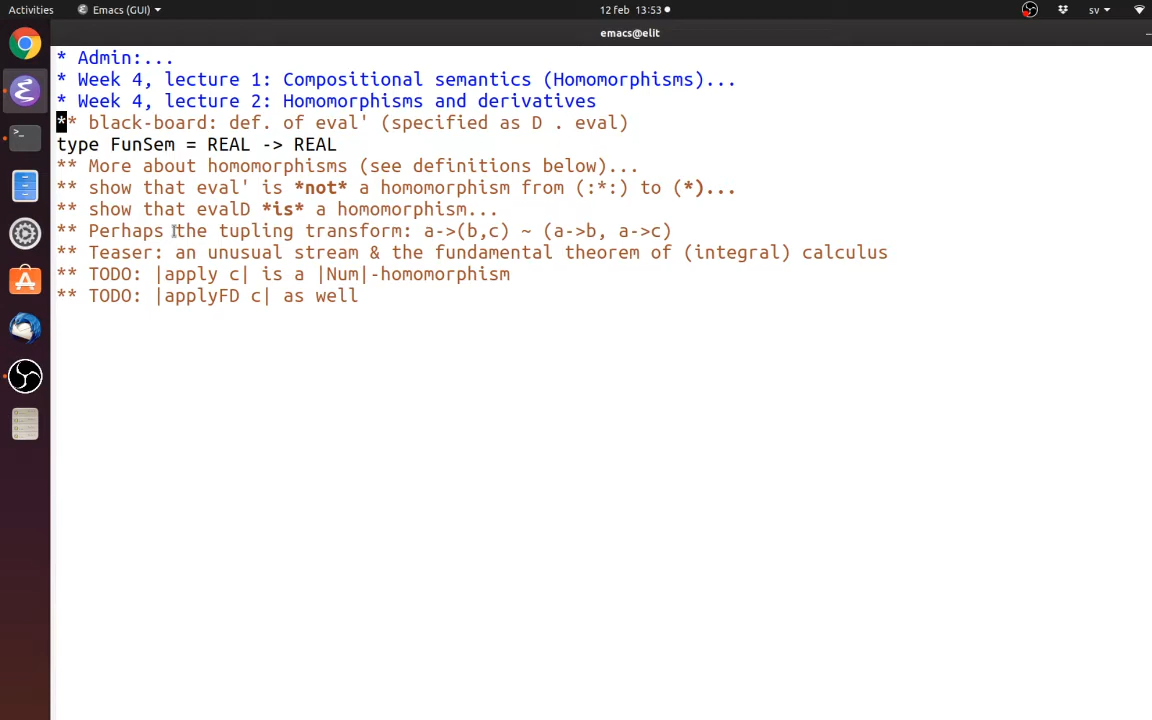 Activities Emacs (GUI) 12 feb 13:53 sv
emacs@elit
* Admin:...
* Week 4, lecture 1: Compositional semantics (Homomorphisms)...
* Week 4, lecture 2: Homomorphisms and derivatives
** black-board: def. of eval' (specified as D . eval)
type FunSem = REAL -> REAL
** More about homomorphisms (see definitions below)...
** show that eval' is *not* a homomorphism from (:*:) to (*)...
** show that evalD *is* a homomorphism...
** Perhaps the tupling transform: a->(b,c) ~ (a->b, a->c)
** Teaser: an unusual stream & the fundamental theorem of (integral) calculus
** TODO: |apply c| is a |Num|-homomorphism
** TODO: |applyFD c| as well